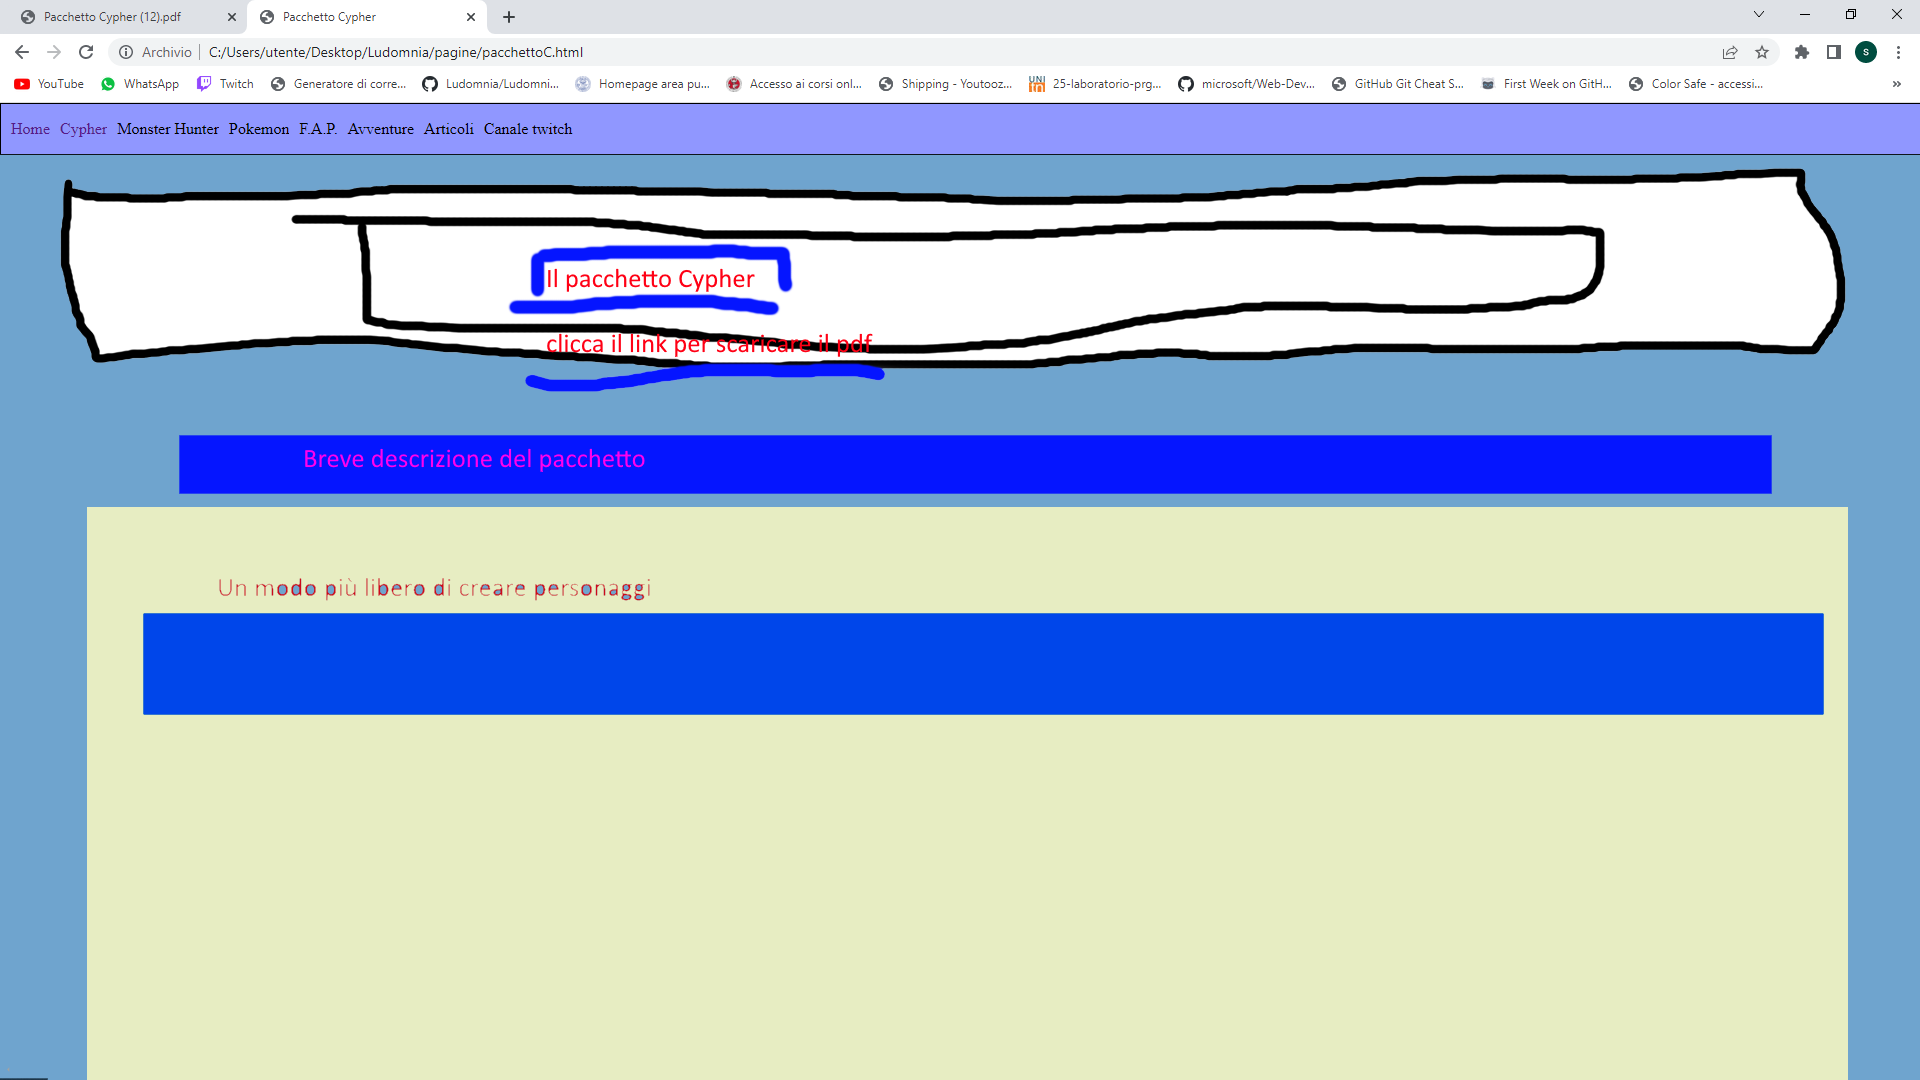 Pacchetto Cypher (12).pdf
Pacchetto Cypher
Archivio
C:/Users/utente/Desktop/Ludomnia/pagine/pacchettoC.html
S
YouTube
WhatsApp
Twitch
Generatore di corre...
Ludomnia/Ludomni...
Homepage area pu...
Accesso ai corsi onl...
Shipping - Youtooz...
25-laboratorio-prg...
microsoft/Web-Dev...
GitHub Git Cheat S...
First Week on GitH...
Color Safe - accessi...
»
Home Cypher Monster Hunter Pokemon F.A.P. Avventure Articoli Canale twitch
Il pacchetto Cypher
clicca il link per scaricare il pdf
Breve descrizione del pacchetto
Un modo più libero di creare personaggi